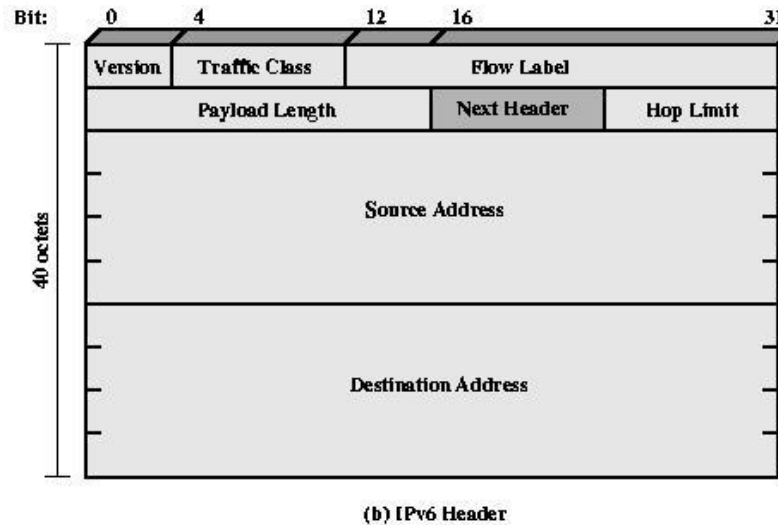 Bit: 0 4 12 16 31
Version Traffic Class Flow Label
Payload Length Next Header Hop Limit
Source Address
40 octets
Destination Address
(b) IPv6 Header